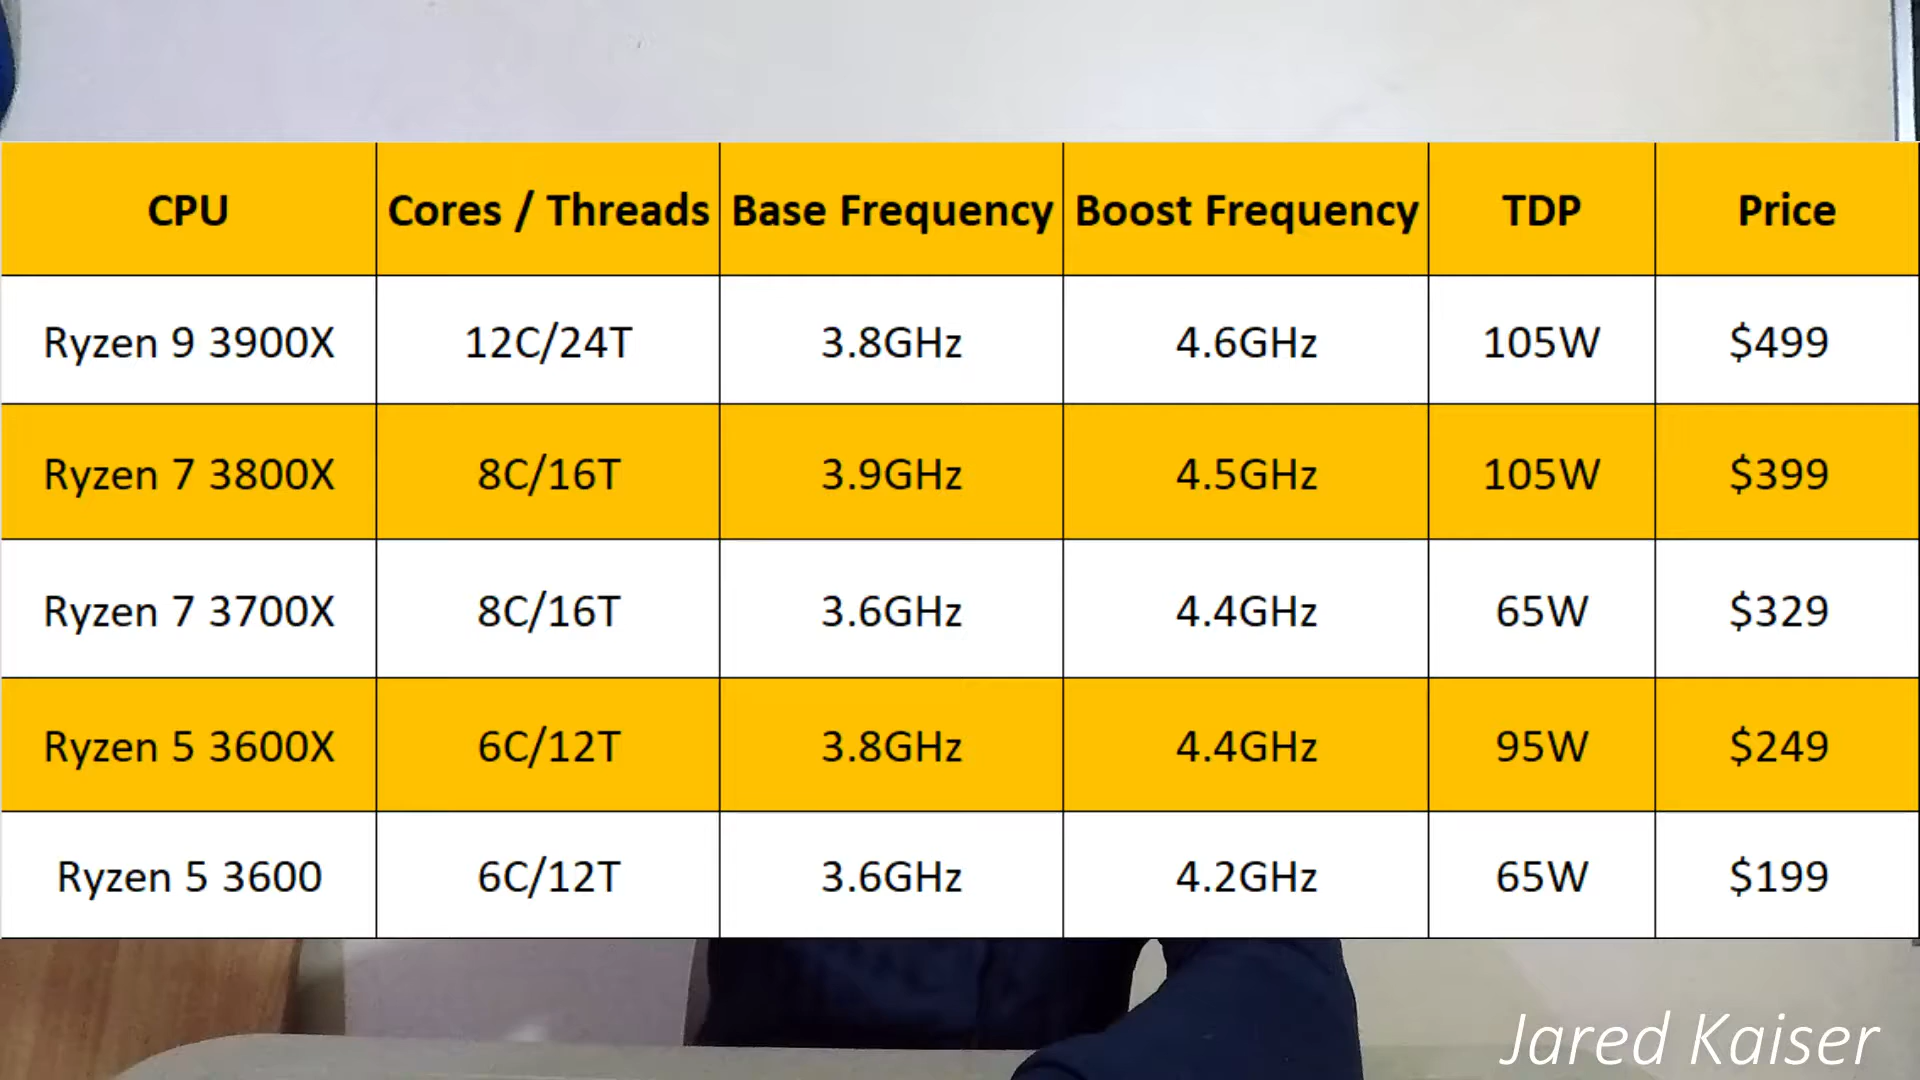 CPU Cores / Threads Base Frequency Boost Frequency TDP Price
Ryzen 9 3900X 12C/24T 3.8GHz 4.6GHz 105W $499
Ryzen 7 3800X 8C/16T 3.9GHz 4.5GHz 105W $399
Ryzen 7 3700X 8C/16T 3.6GHz 4.4GHz 65W $329
Ryzen 5 3600X 6C/12T 3.8GHz 4.4GHz 95W $249
Ryzen 5 3600 6C/12T 3.6GHz 4.2GHz 65W $199
Jared Kaiser